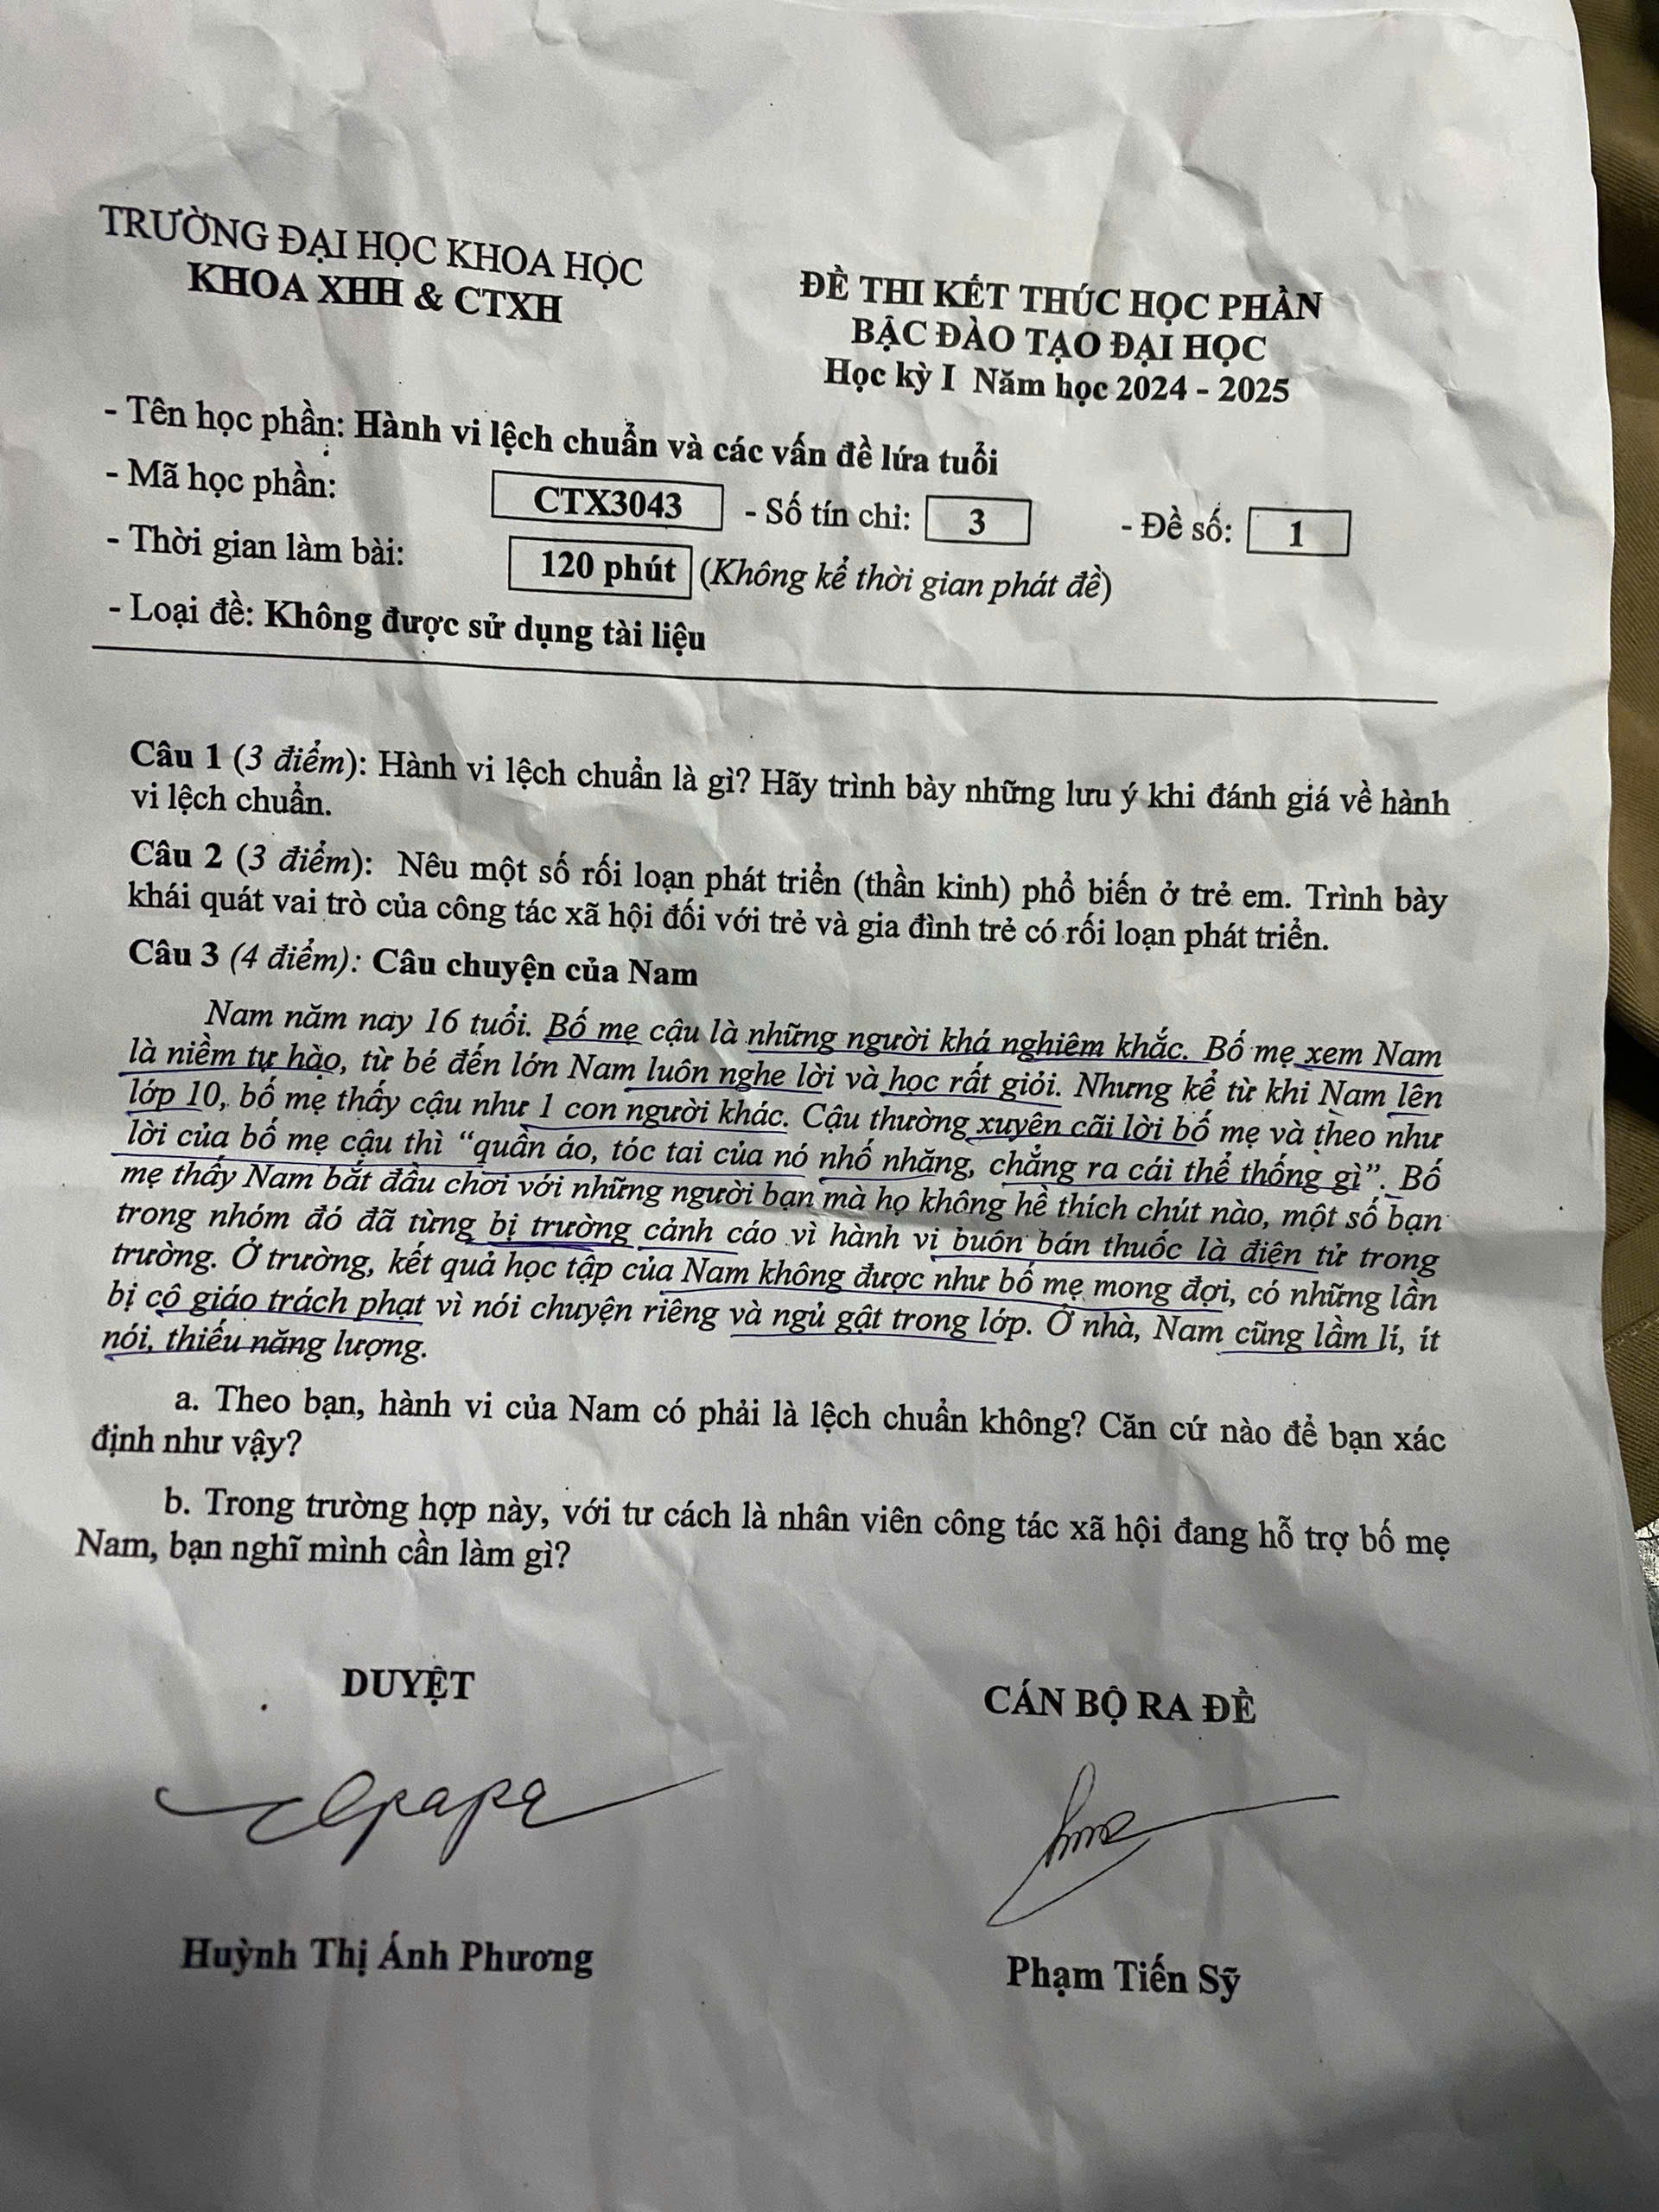 TRƯỜNG ĐẠI HỌC KHOA HỌC
KHOA XHH & CTXH
ĐỀ THI KẾT THÚC HỌC PHẦN
BẬC ĐÀO TẠO ĐẠI HỌC
Học kỳ I Năm học 2024 - 2025
- Tên học phần: Hành vi lệch chuẩn và các vấn đề lứa tuổi
- Mã học phần: CTX3043 - Số tín chỉ: 3 - Đề số: 1
- Thời gian làm bài: 120 phút (Không kể thời gian phát đề)
- Loại đề: Không được sử dụng tài liệu
Câu 1 (3 điểm): Hành vi lệch chuẩn là gì? Hãy trình bày những lưu ý khi đánh giá về hành
vi lệch chuẩn.
Câu 2 (3 điểm): Nêu một số rối loạn phát triển (thần kinh) phổ biến ở trẻ em. Trình bày
khái quát vai trò của công tác xã hội đối với trẻ và gia đình trẻ có rối loạn phát triển.
Câu 3 (4 điểm): Câu chuyện của Nam
Nam năm nay 16 tuổi. Bố mẹ cậu là những người khá nghiêm khắc. Bố mẹ xem Nam
là niềm tự hào, từ bé đến lớn Nam luôn nghe lời và học rất giỏi. Nhưng kể từ khi Nam lên
lớp 10, bố mẹ thấy cậu như 1 con người khác. Cậu thường xuyên cãi lời bố mẹ và theo như
lời của bố mẹ cậu thì “quần áo, tóc tai của nó nhố nhăng, chẳng ra cái thể thống gì”. Bố
mẹ thấy Nam bắt đầu chơi với những người bạn mà họ không hề thích chút nào, một số bạn
trong nhóm đó đã từng bị trường cảnh cáo vì hành vi buôn bán thuốc là điện tử trong
trường. Ở trường, kết quả học tập của Nam không được như bố mẹ mong đợi, có những lần
bị cô giáo trách phạt vì nói chuyện riêng và ngủ gật trong lớp. Ở nhà, Nam cũng lầm lí, ít
nói, thiếu năng lượng.
a. Theo bạn, hành vi của Nam có phải là lệch chuẩn không? Căn cứ nào để bạn xác
định như vậy?
b. Trong trường hợp này, với tư cách là nhân viên công tác xã hội đang hỗ trợ bố mẹ
Nam, bạn nghĩ mình cần làm gì?
DUYỆT
CÁN BỘ RA ĐỀ
Huỳnh Thị Ánh Phương
Phạm Tiến Sỹ